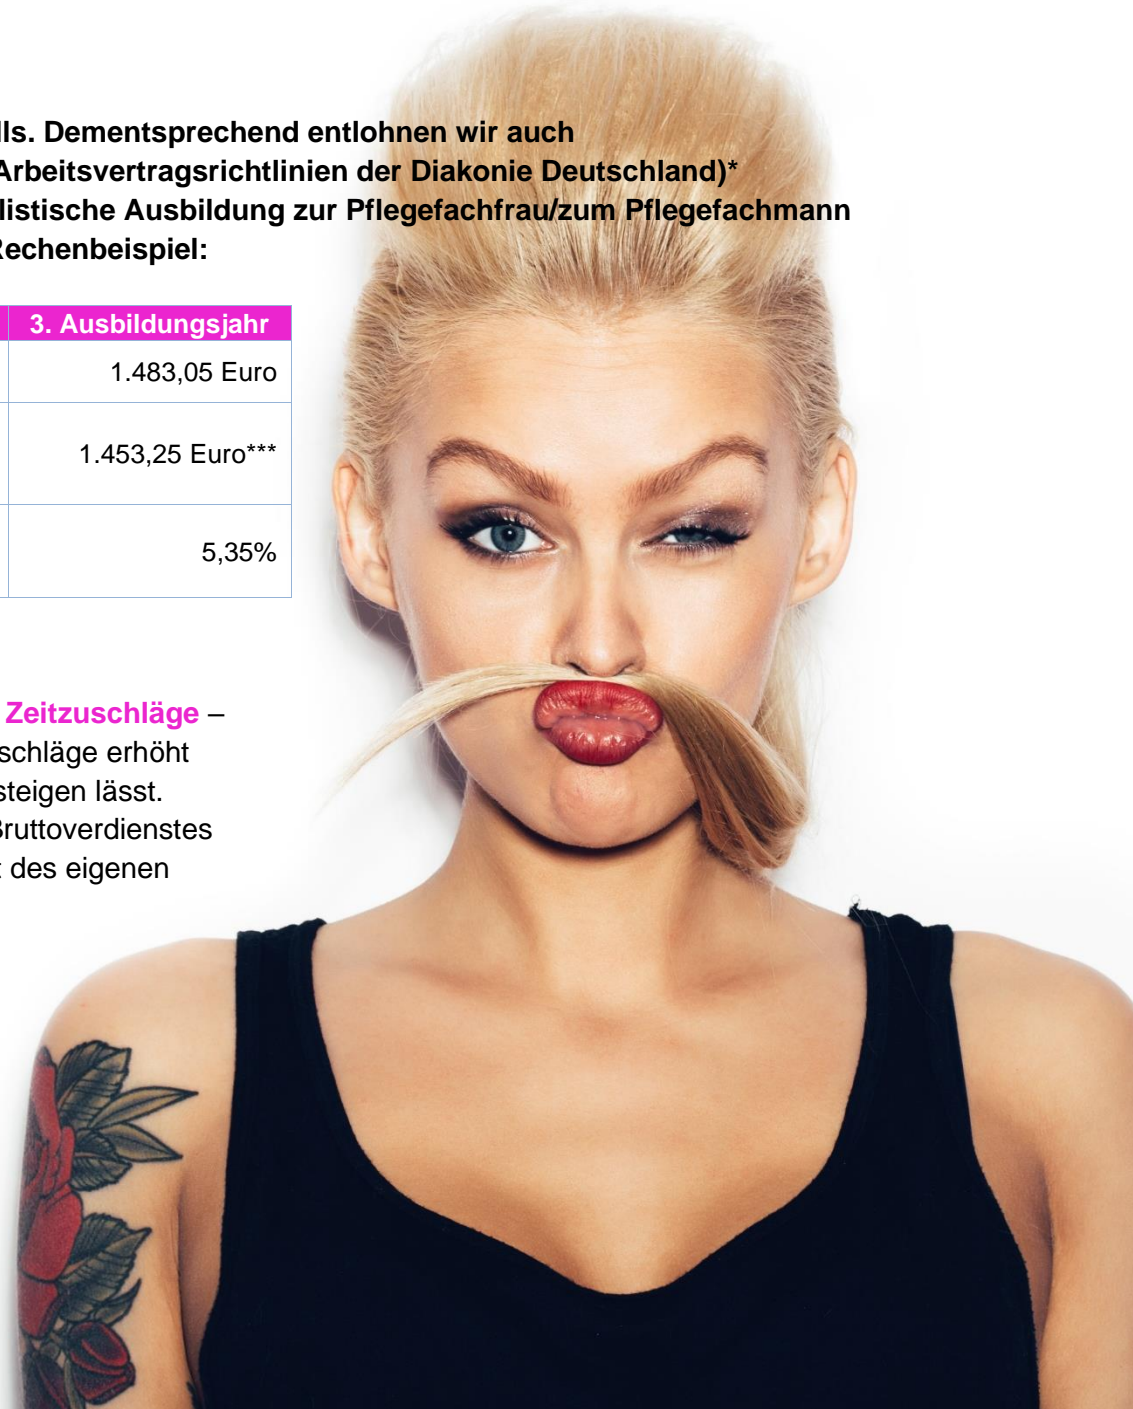 lls. Dementsprechend entlohnen wir auch
Arbeitsvertragsrichtlinien der Diakonie Deutschland)*
listische Ausbildung zur Pflegefachfrau/zum Pflegefachmann
Rechenbeispiel:
3. Ausbildungsjahr
1.483,05 Euro
1.453,25 Euro***
5,35%
Zeitzuschläge –
schläge erhöht
steigen lässt.
Bruttoverdienstes
t des eigenen